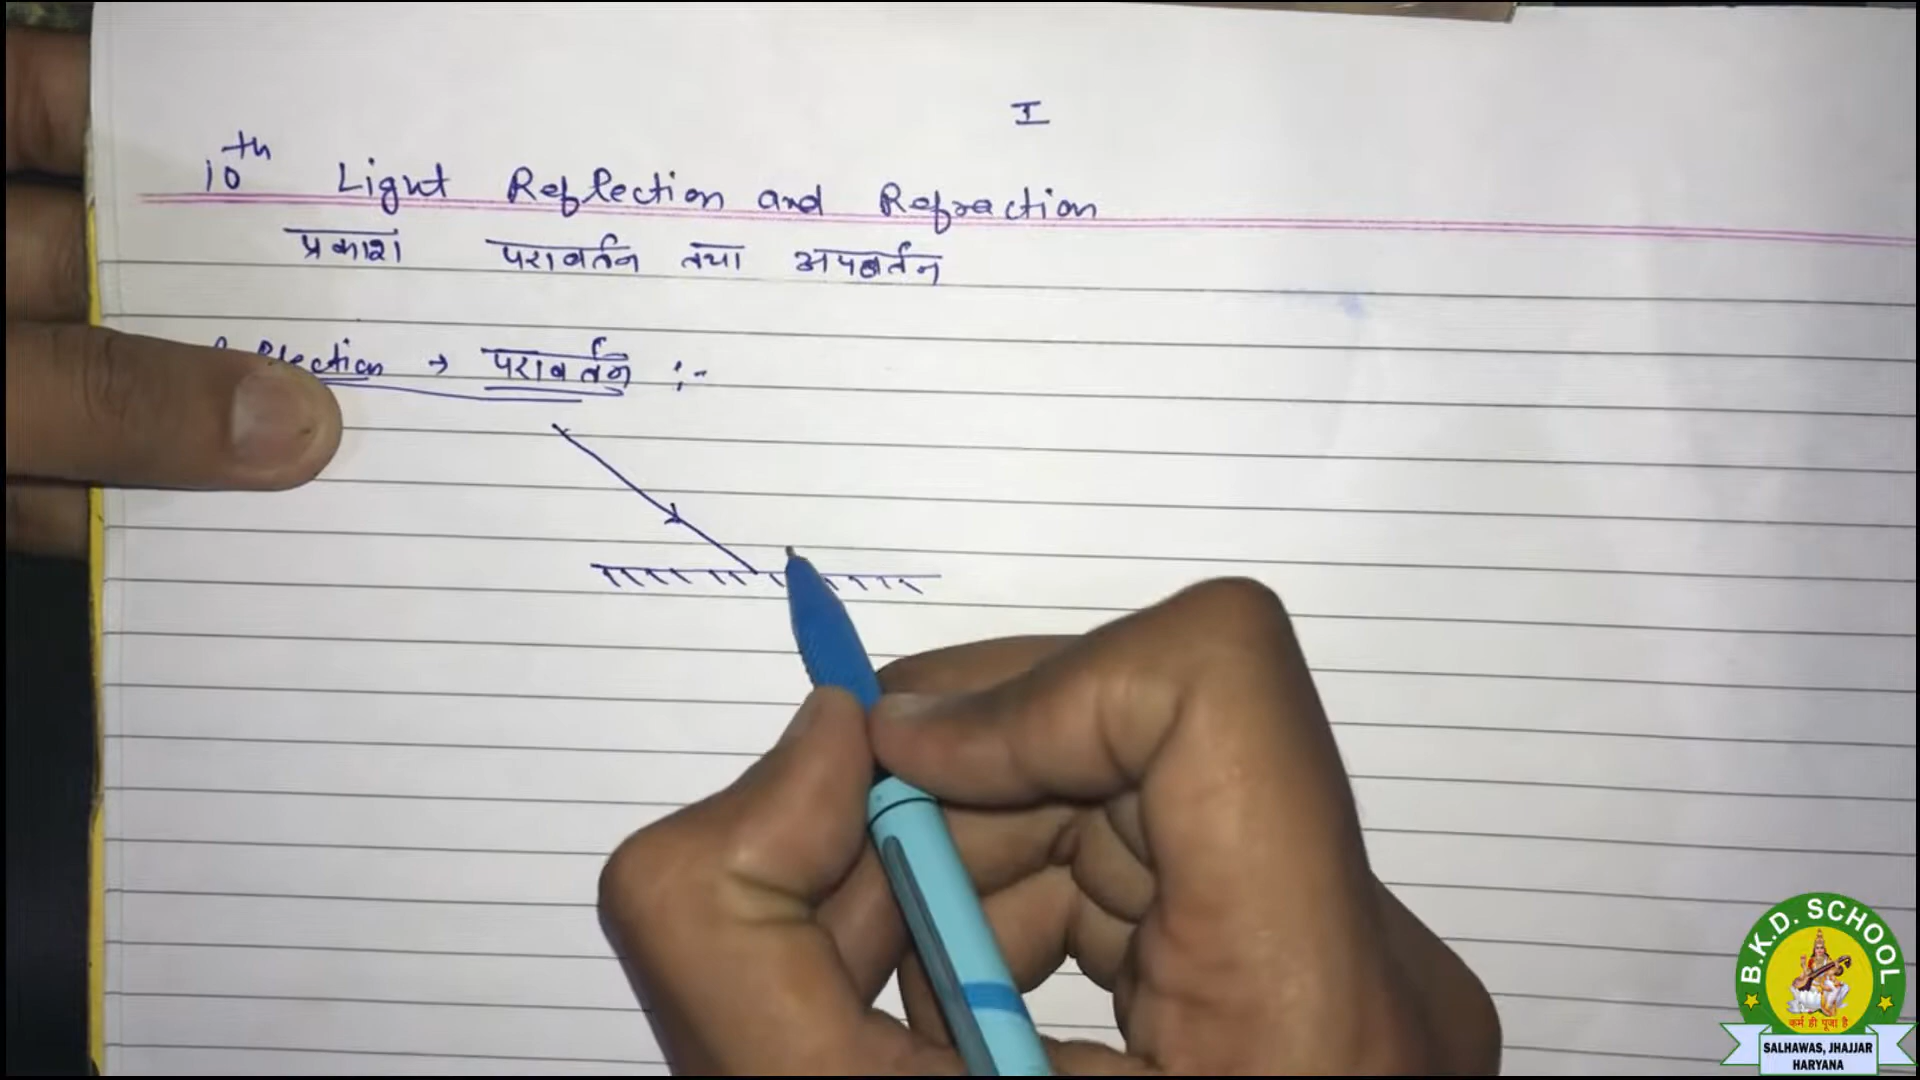 I
10th Light Reflection and Refraction
प्रकाश परावर्तन तथा अपवर्तन
Reflection → परावर्तन :-
B.K.D. SCHOOL
कर्म ही पूजा है
SALHAWAS, JHAJJAR
HARYANA